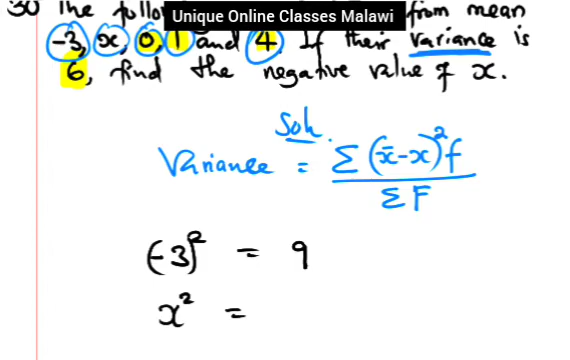 30 The follo
Unique Online Classes Malawi
from mean
-3, x, 0, 1 and 4. If their variance is
6, find the negative value of x.
Soln.
Variance = Σ(x̄-x)²f
ΣF
(-3)² = 9
x² =